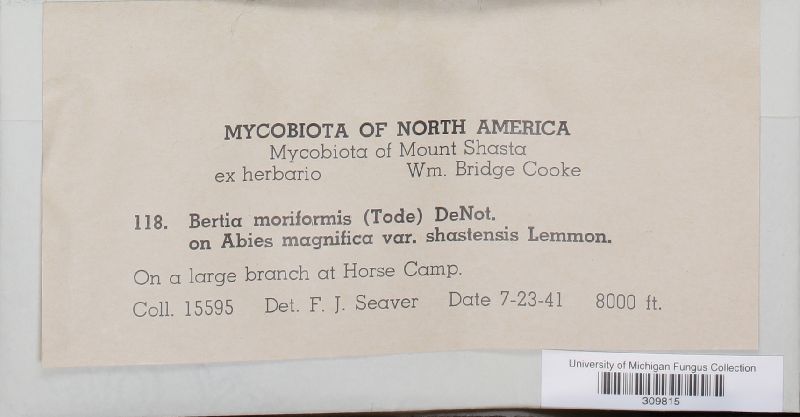 MYCOBIOTA OF NORTH AMERICA
Mycobiota of Mount Shasta
ex herbario Wm. Bridge Cooke
118. Bertia moriformis (Tode) DeNot.
on Abies magnifica var. shastensis Lemmon.
On a large branch at Horse Camp.
Coll. 15595 Det. F. J. Seaver Date 7-23-41 8000 ft.
University of Michigan Fungus Collection
309815